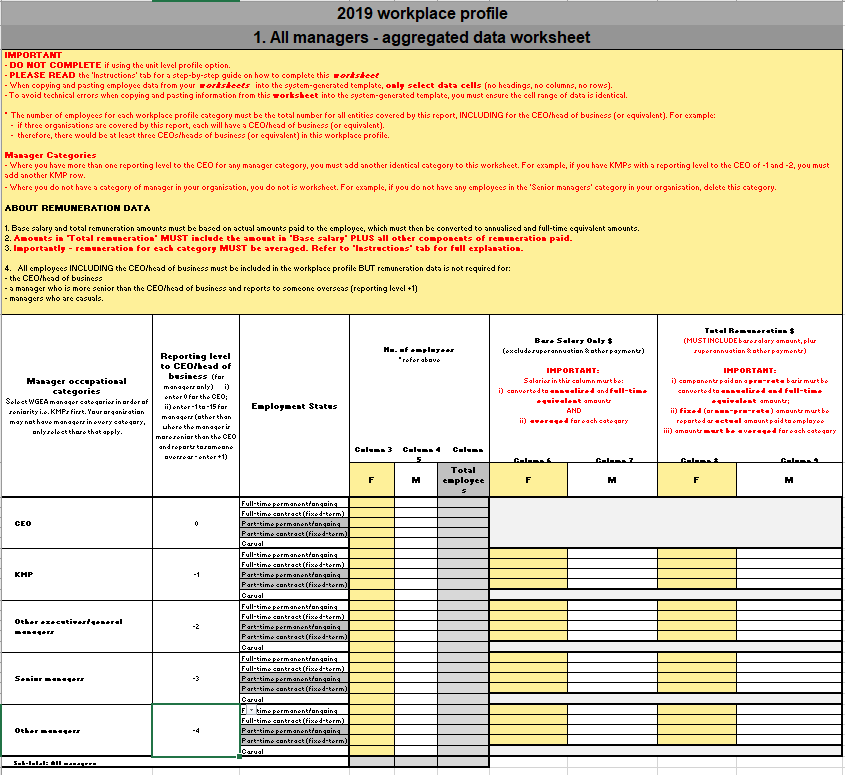 2019 workplace profile
1. All managers - aggregated data worksheet
IMPORTANT
- DO NOT COMPLETE if using the unit level profile option.
- PLEASE READ the 'Instructions' tab for a step-by-step guide on how to complete this worksheet
- When copying and pasting employee data from your worksheets into the system-generated template, only select data cells (no headings, no columns, no rows).
- To avoid technical errors when copying and pasting information from this worksheet into the system-generated template, you must ensure the cell range of data is identical.
* The number of employees for each workplace profile category must be the total number for all entities covered by this report, INCLUDING for the CEO/head of business (or equivalent). For example:
- if three organisations are covered by this report, each will have a CEO/head of business (or equivalent).
- therefore, there would be at least three CEOs/heads of business (or equivalent) in this workplace profile.
Manager Categories
- Where you have more than one reporting level to the CEO for any manager category, you must add another identical category to this worksheet. For example, if you have KMPs with a reporting level to the CEO of -1 and -2, you must
add another KMP row.
- Where you do not have a category of manager in your organisation, you do not is worksheet. For example, if you do not have any employees in the 'Senior managers' category in your organisation, delete this category.
ABOUT REMUNERATION DATA
1. Base salary and total remuneration amounts must be based on actual amounts paid to the employee, which must then be converted to annualised and full-time equivalent amounts.
2. Amounts in 'Total remuneration' MUST include the amount in 'Base salary' PLUS all other components of remuneration paid.
3. Importantly - remuneration for each category MUST be averaged. Refer to 'Instructions' tab for full explanation.
4. All employees INCLUDING the CEO/head of business must be included in the workplace profile BUT remuneration data is not required for:
- the CEO/head of business
- a manager who is more senior than the CEO/head of business and reports to someone overseas (reporting level +1)
- managers who are casuals.
Manager occupational
categories
Select WGEA manager categories in order of
seniority i.e. KMPs first. Your organisation
may not have managers in every category,
only select those that apply.
Reporting level
to CEO/head of
business (for
managers only) i)
enter 0 for the CEO;
ii) enter -1 to -15 for
managers (other than
where the manager is
more senior than the CEO
and reports to someone
overseas - enter +1)
Employment Status
No. of employees
*refer above
Column 3 Column 4 Column
5
F M Total
employee
s
Base Salary Only $
(exclude superannuation & other payments)
IMPORTANT:
Salaries in this column must be:
i) converted to annualised and full-time
equivalent amounts
AND
ii) averaged for each category
Column 6 Column 7
F M
Total Remuneration $
(MUST INCLUDE base salary amount, plus
superannuation & other payments)
IMPORTANT:
i) components paid on a pro-rata basis must be
converted to annualised and full-time
equivalent amounts;
ii) fixed (or non-pro-rata) amounts must be
reported as actual amount paid to employee
iii) amounts must be averaged for each category
Column 8 Column 9
F M
CEO 0
Full-time permanent/ongoing
Full-time contract (fixed-term)
Part-time permanent/ongoing
Part-time contract (fixed-term)
Casual
KMP -1
Full-time permanent/ongoing
Full-time contract (fixed-term)
Part-time permanent/ongoing
Part-time contract (fixed-term)
Casual
Other executives/general
managers
-2
Full-time permanent/ongoing
Full-time contract (fixed-term)
Part-time permanent/ongoing
Part-time contract (fixed-term)
Casual
Senior managers -3
Full-time permanent/ongoing
Full-time contract (fixed-term)
Part-time permanent/ongoing
Part-time contract (fixed-term)
Casual
Other managers -4
F -time permanent/ongoing
Full-time contract (fixed-term)
Part-time permanent/ongoing
Part-time contract (fixed-term)
Casual
Sub-total: All managers